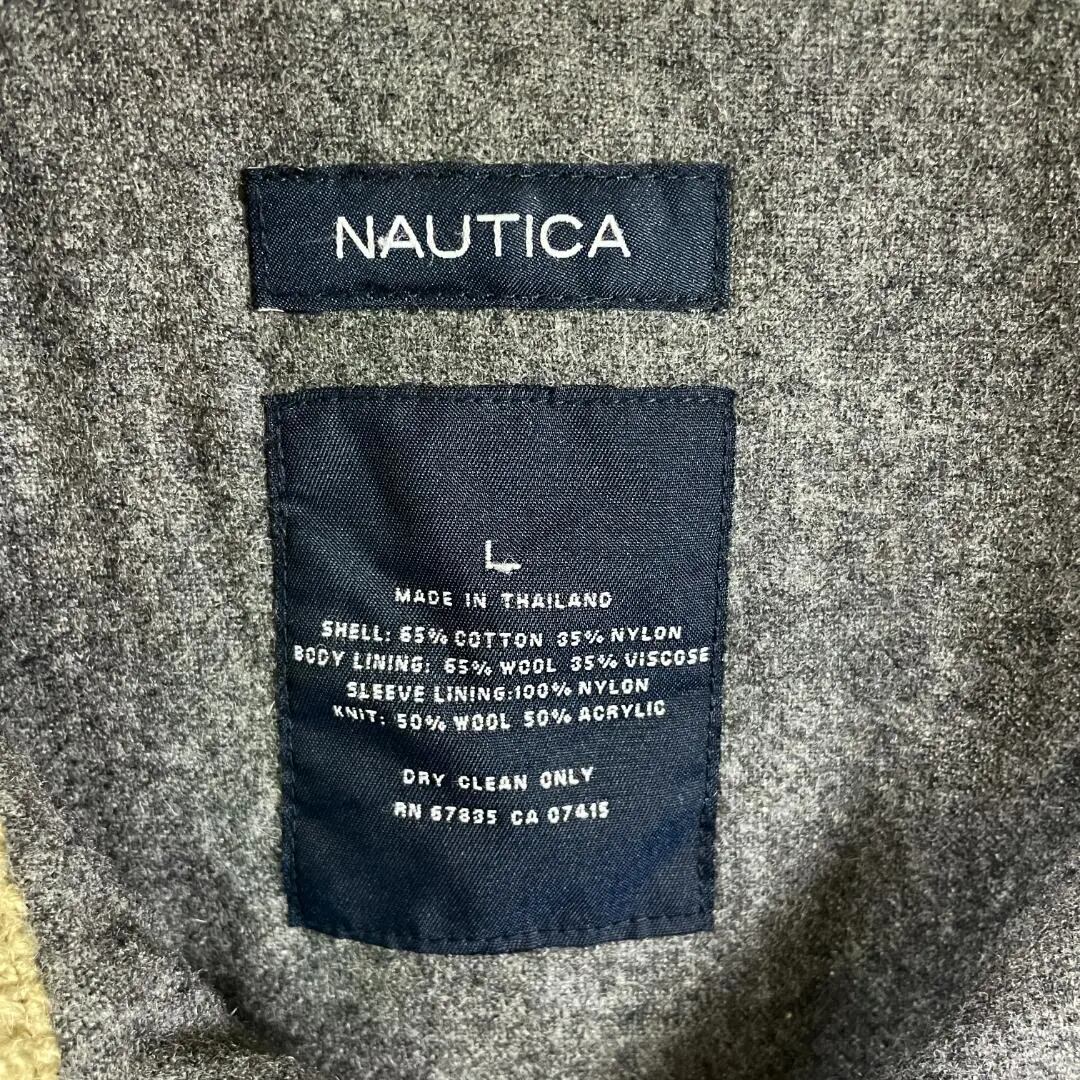 NAUTICA
L
MADE IN THAILAND
SHELL: 65% COTTON 35% NYLON
BODY LINING: 65% WOOL 35% VISCOSE
SLEEVE LINING:100% NYLON
KNIT: 50% WOOL 50% ACRYLIC
DRY CLEAN ONLY
RN 67835 CA 07415